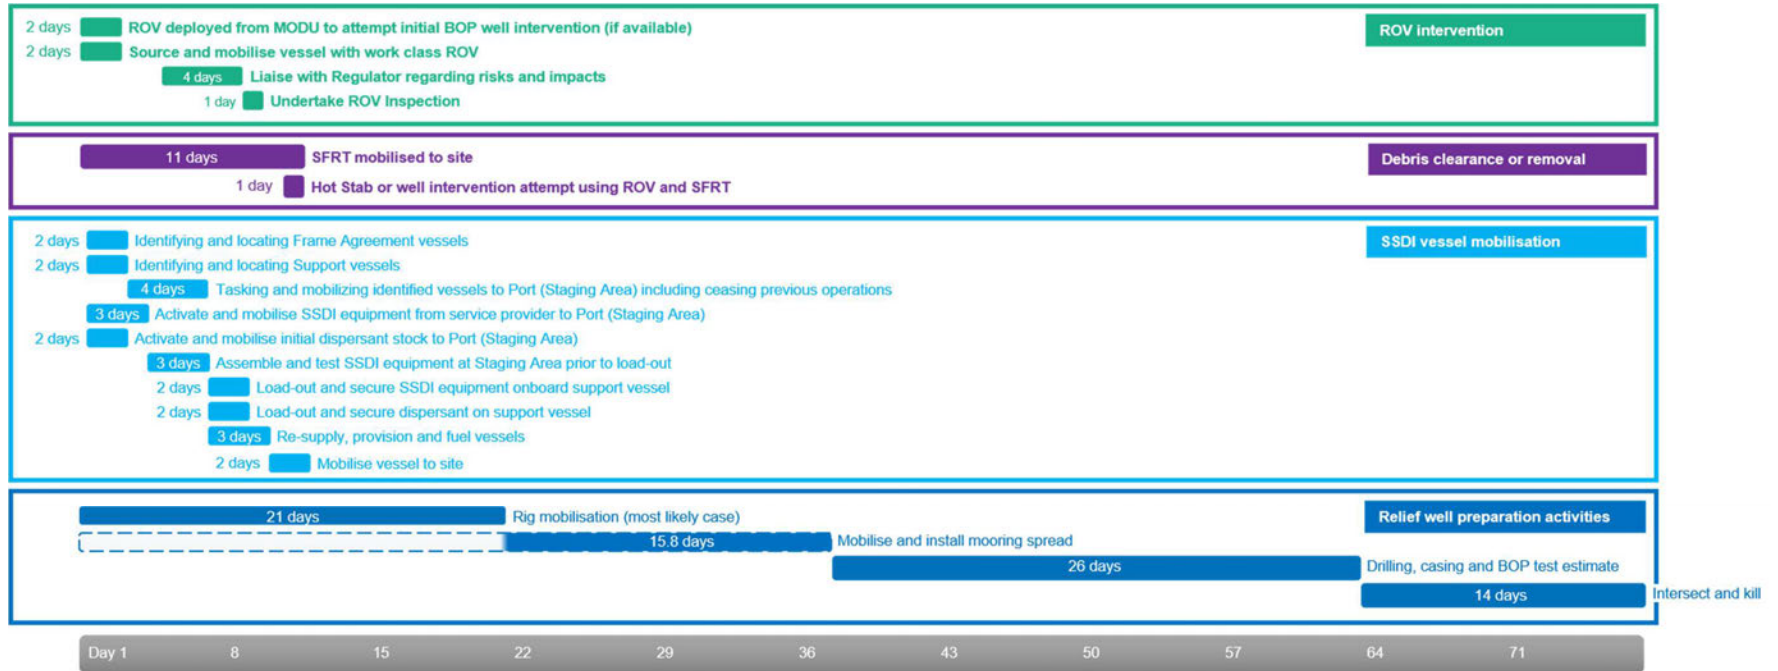 2 days ROV deployed from MODU to attempt initial BOP well intervention (if available) ROV intervention
2 days Source and mobilise vessel with work class ROV
4 days Liaise with Regulator regarding risks and impacts
1 day Undertake ROV Inspection
11 days SFRT mobilised to site Debris clearance or removal
1 day Hot Stab or well intervention attempt using ROV and SFRT
2 days Identifying and locating Frame Agreement vessels SSDI vessel mobilisation
2 days Identifying and locating Support vessels
4 days Tasking and mobilizing identified vessels to Port (Staging Area) including ceasing previous operations
3 days Activate and mobilise SSDI equipment from service provider to Port (Staging Area)
2 days Activate and mobilise initial dispersant stock to Port (Staging Area)
3 days Assemble and test SSDI equipment at Staging Area prior to load-out
2 days Load-out and secure SSDI equipment onboard support vessel
2 days Load-out and secure dispersant on support vessel
3 days Re-supply, provision and fuel vessels
2 days Mobilise vessel to site
21 days Rig mobilisation (most likely case) Relief well preparation activities
15.8 days Mobilise and install mooring spread
26 days Drilling, casing and BOP test estimate
14 days Intersect and kill
Day 1 8 15 22 29 36 43 50 57 64 71